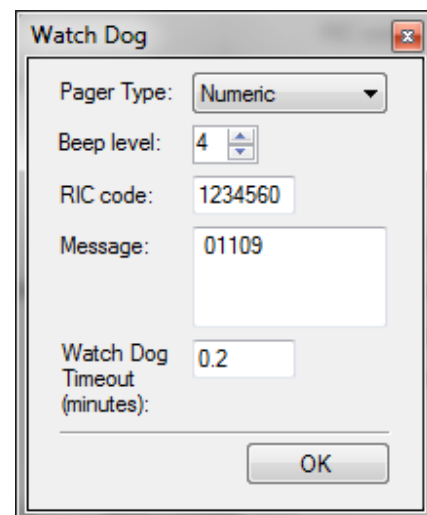 Watch Dog
Pager Type: Numeric
Beep level: 4
RIC code: 1234560
Message: 01109
Watch Dog 0.2
Timeout
(minutes):
OK